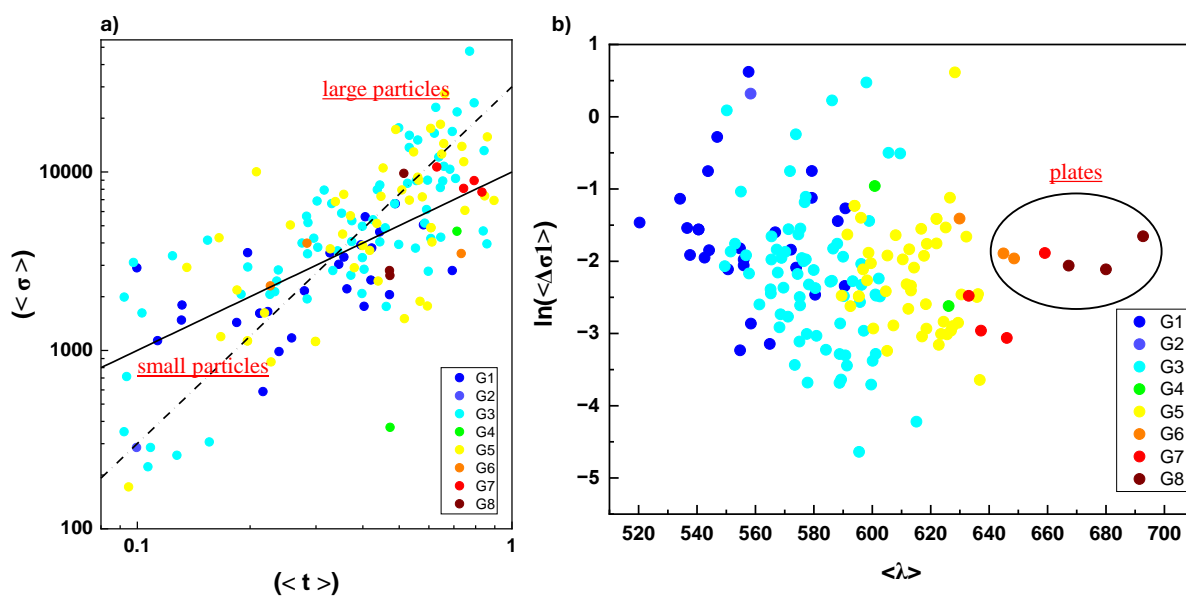 a)
large particles
small particles
10000
1000
100
0.1
1
(< σ >)
(< t >)
G1
G2
G3
G4
G5
G6
G7
G8
b)
plates
1
0
−1
−2
−3
−4
−5
520 540 560 580 600 620 640 660 680 700
ln(<Δσ1>)
<λ>
G1
G2
G3
G4
G5
G6
G7
G8